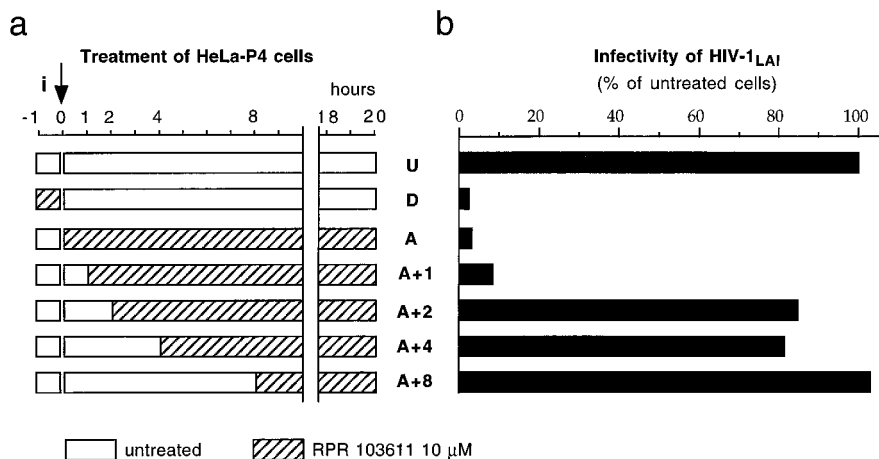 a
Treatment of HeLa-P4 cells
i
hours
-1 0 1 2 4 8 18 20
b
Infectivity of HIV-1LAI
(% of untreated cells)
0 20 40 60 80 100
U
D
A
A+1
A+2
A+4
A+8
untreated
RPR 103611 10 µM